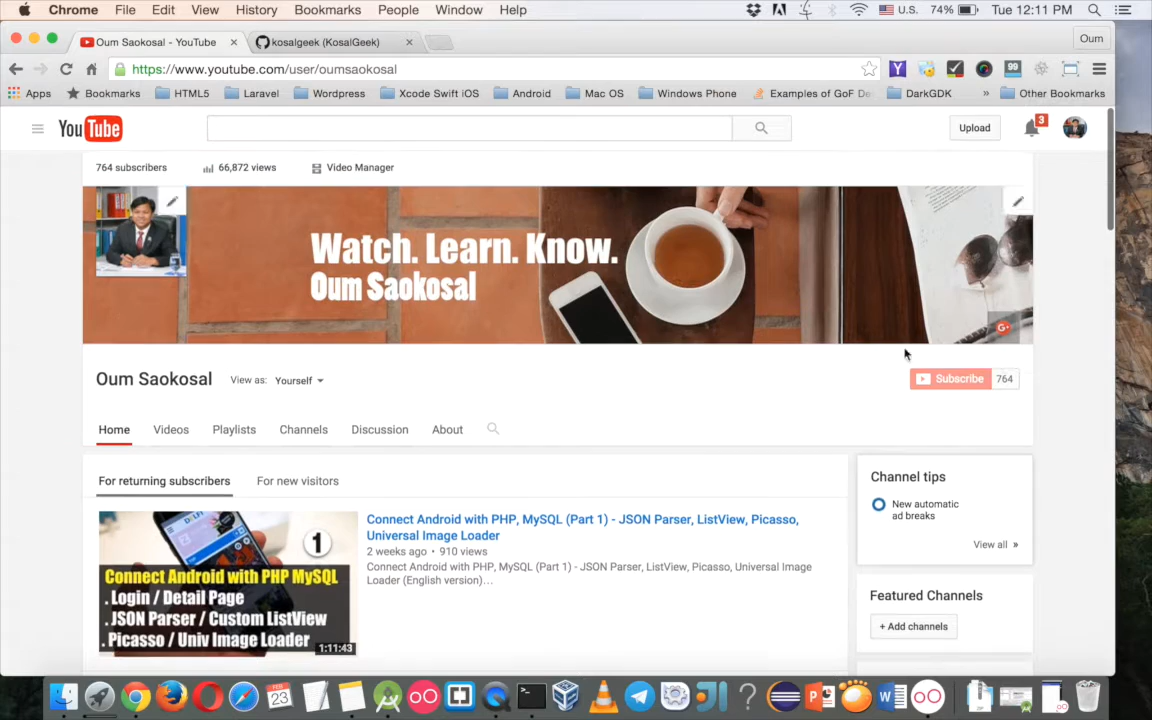 Chrome File Edit View History Bookmarks People Window Help U.S. 74% Tue 12:11 PM
Oum Saokosal - YouTube kosalgeek (KosalGeek) Oum
https://www.youtube.com/user/oumsaokosal
Apps Bookmarks HTML5 Laravel Wordpress Xcode Swift iOS Android Mac OS Windows Phone Examples of GoF De DarkGDK » Other Bookmarks
YouTube Upload 3
764 subscribers 66,872 views Video Manager
Watch. Learn. Know.
Oum Saokosal
Oum Saokosal View as: Yourself Subscribe 764
Home Videos Playlists Channels Discussion About
For returning subscribers For new visitors
Connect Android with PHP, MySQL (Part 1) - JSON Parser, ListView, Picasso,
Universal Image Loader
2 weeks ago • 910 views
Connect Android with PHP, MySQL (Part 1) - JSON Parser, ListView, Picasso, Universal Image
Loader (English version)...
1
Connect Android with PHP MySQL
. Login / Detail Page
. JSON Parser / Custom ListView
. Picasso / Univ Image Loader
1:11:43
Channel tips
New automatic
ad breaks
View all »
Featured Channels
+ Add channels
FEB
23